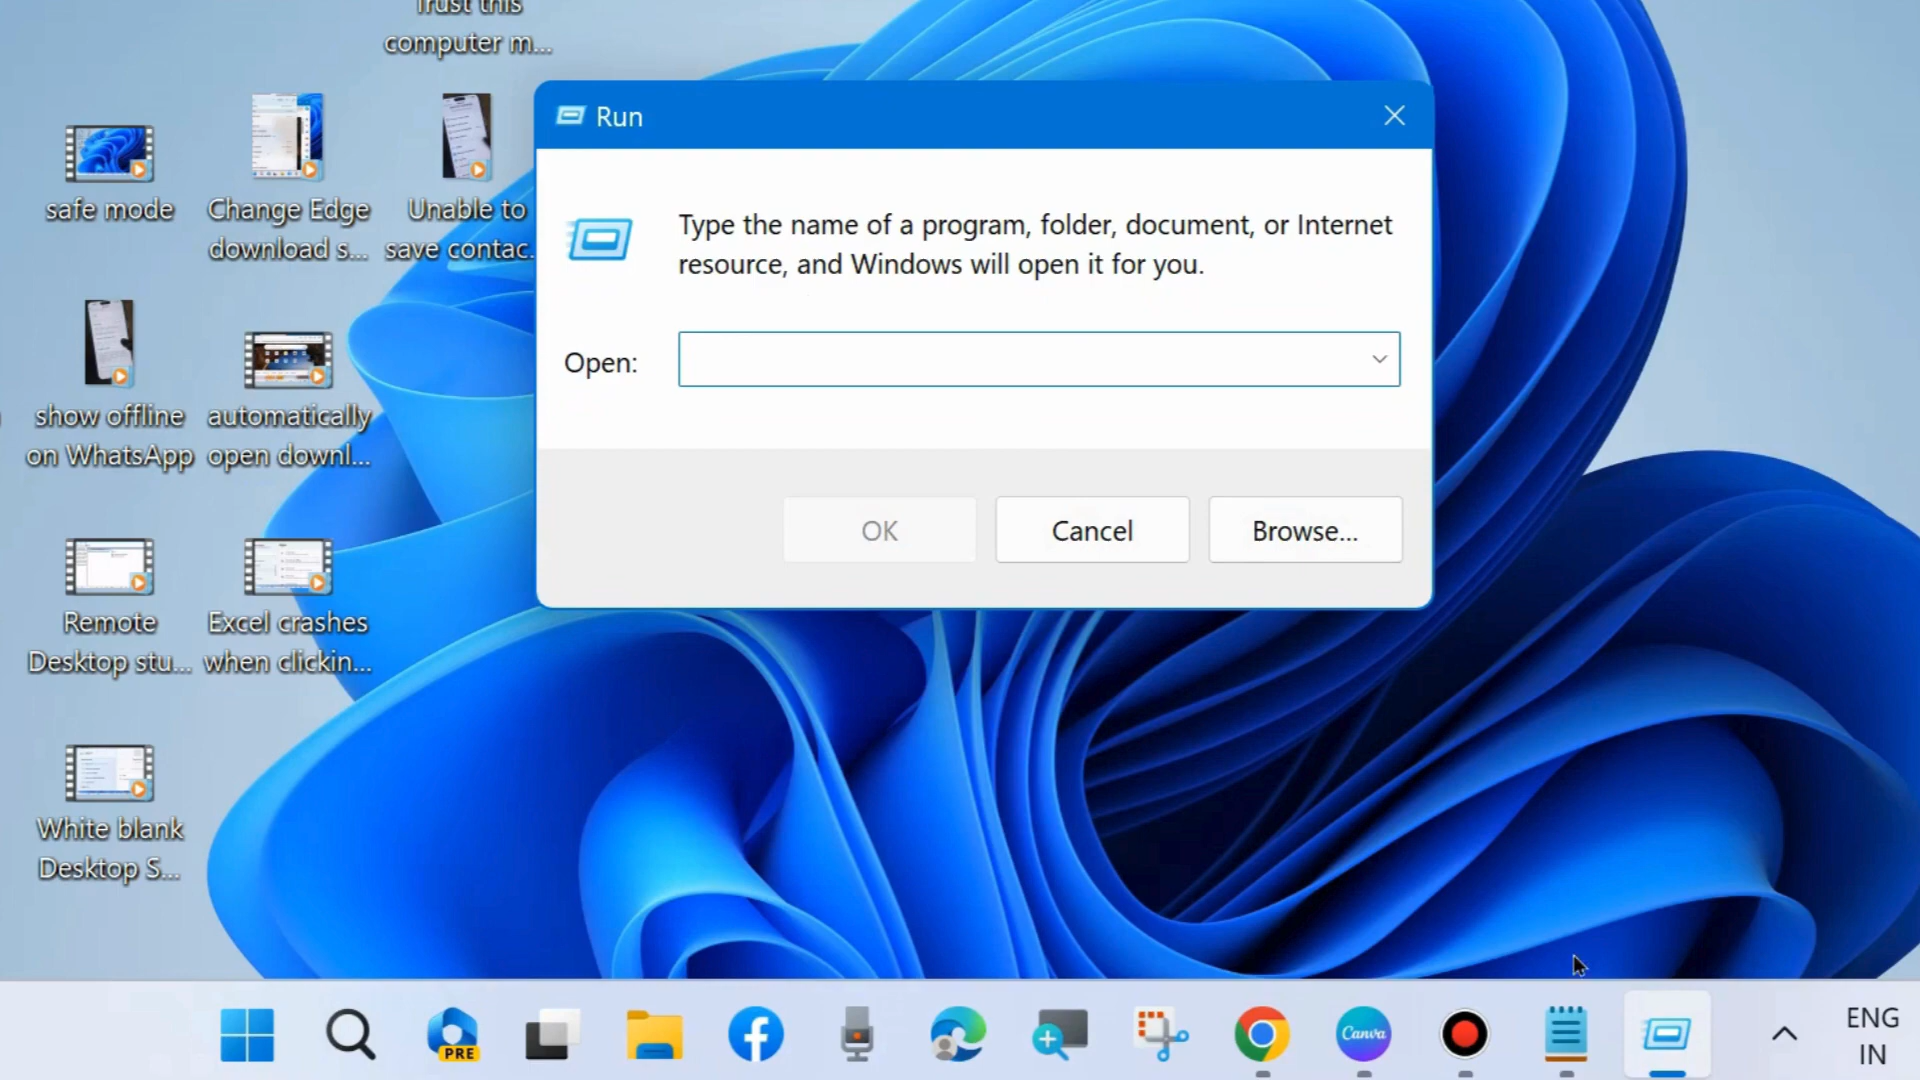 Trust this
computer m...
safe mode
Change Edge
download s...
Unable to
save contac...
show offline
on WhatsApp
automatically
open downl...
Remote
Desktop stu...
Excel crashes
when clickin...
White blank
Desktop S...
Run
Type the name of a program, folder, document, or Internet
resource, and Windows will open it for you.
Open:
OK
Cancel
Browse...
PRE
Canva
ENG
IN